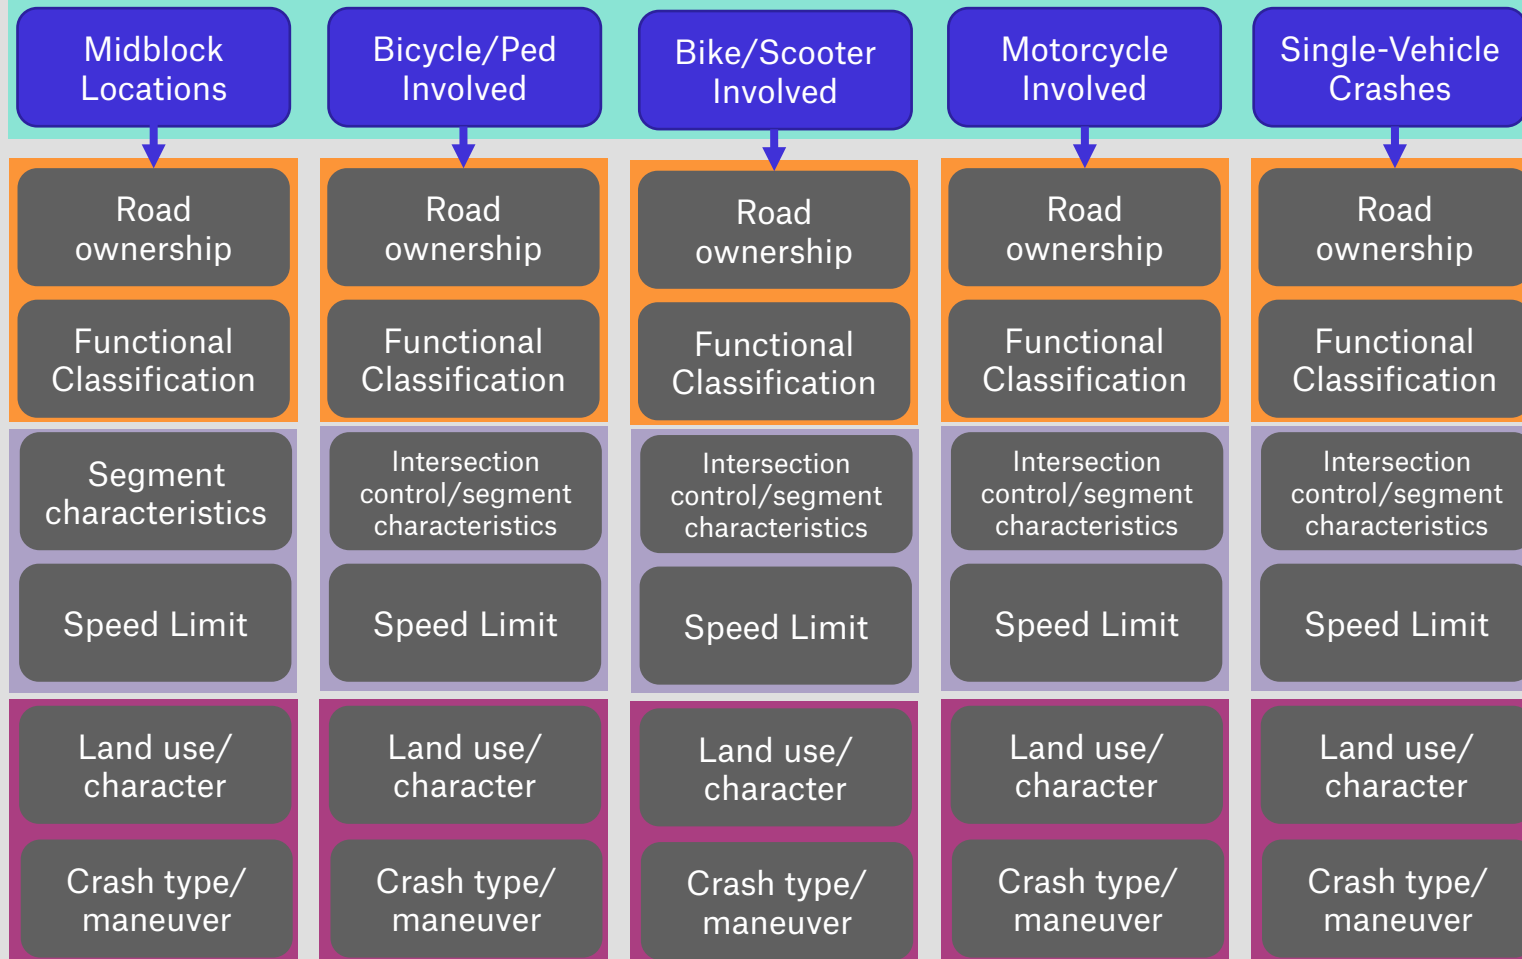 Midblock
Locations
Bicycle/Ped
Involved
Bike/Scooter
Involved
Motorcycle
Involved
Single-Vehicle
Crashes
Road
ownership
Road
ownership
Road
ownership
Road
ownership
Road
ownership
Functional
Classification
Functional
Classification
Functional
Classification
Functional
Classification
Functional
Classification
Segment
characteristics
Intersection
control/segment
characteristics
Intersection
control/segment
characteristics
Intersection
control/segment
characteristics
Intersection
control/segment
characteristics
Speed Limit
Speed Limit
Speed Limit
Speed Limit
Speed Limit
Land use/
character
Land use/
character
Land use/
character
Land use/
character
Land use/
character
Crash type/
maneuver
Crash type/
maneuver
Crash type/
maneuver
Crash type/
maneuver
Crash type/
maneuver